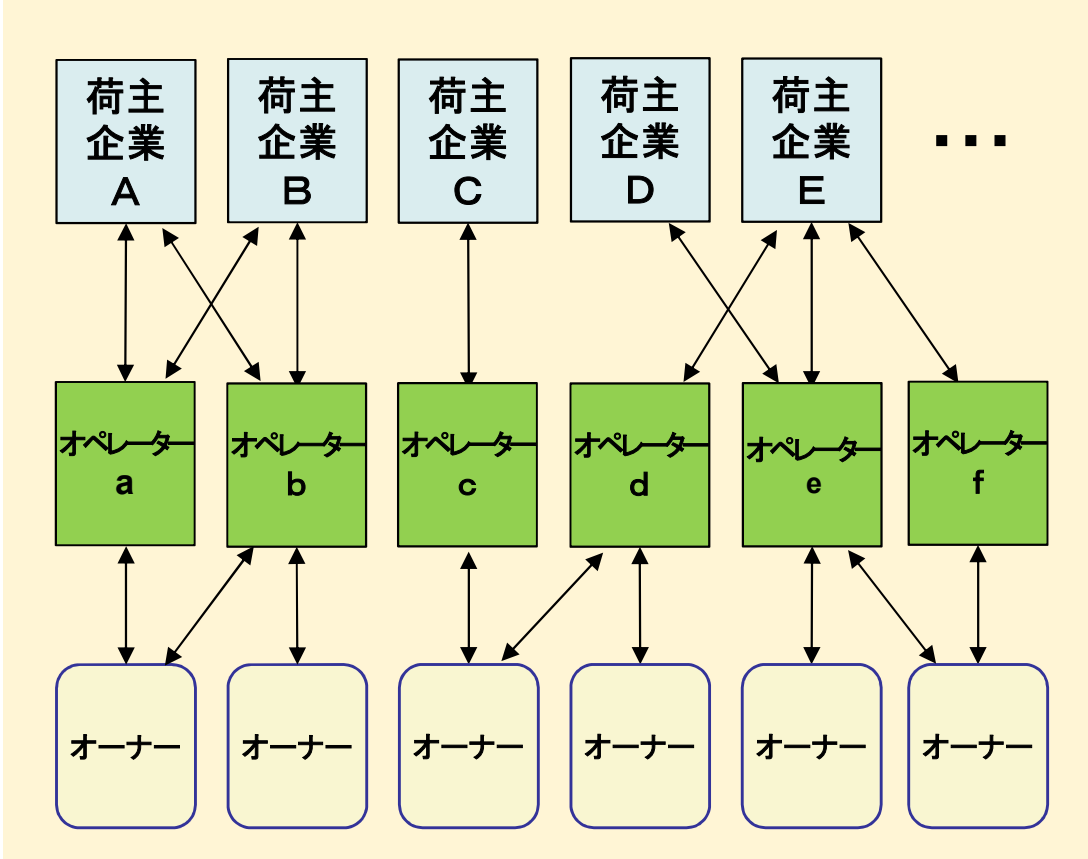 荷主
企業
A
荷主
企業
B
荷主
企業
C
荷主
企業
D
荷主
企業
E
…
オペレーター
a
オペレーター
b
オペレーター
c
オペレーター
d
オペレーター
e
オペレーター
f
オーナー
オーナー
オーナー
オーナー
オーナー
オーナー